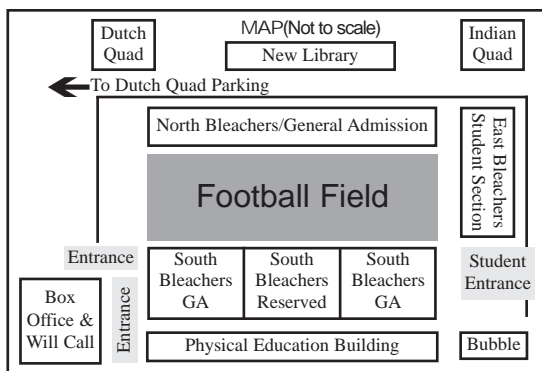 MAP(Not to scale)
Dutch
Quad
New Library
Indian
Quad
To Dutch Quad Parking
North Bleachers/General Admission
East Bleachers
Student Section
Football Field
Entrance
South
Bleachers
GA
South
Bleachers
Reserved
South
Bleachers
GA
Student
Entrance
Box
Office &
Will Call
Entrance
Physical Education Building
Bubble